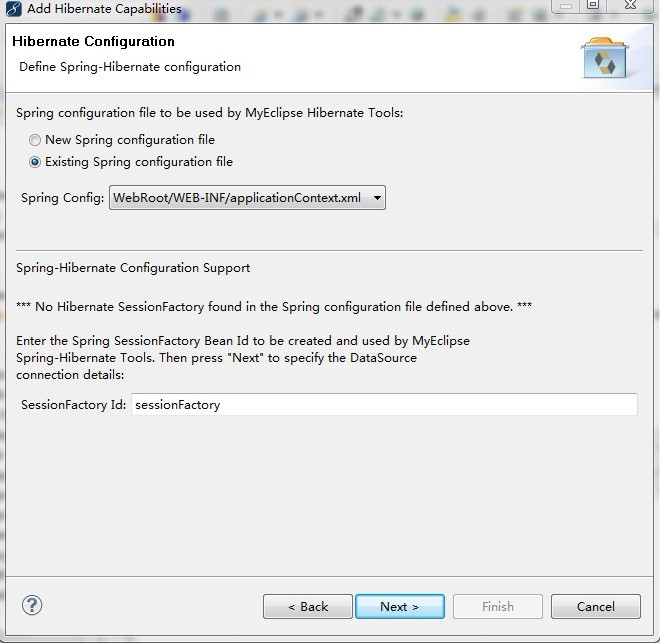 Add Hibernate Capabilities
Hibernate Configuration
Define Spring-Hibernate configuration
Spring configuration file to be used by MyEclipse Hibernate Tools:
New Spring configuration file
Existing Spring configuration file
Spring Config: WebRoot/WEB-INF/applicationContext.xml
Spring-Hibernate Configuration Support
*** No Hibernate SessionFactory found in the Spring configuration file defined above. ***
Enter the Spring SessionFactory Bean Id to be created and used by MyEclipse
Spring-Hibernate Tools. Then press "Next" to specify the DataSource
connection details:
SessionFactory Id: sessionFactory
? < Back Next > Finish Cancel